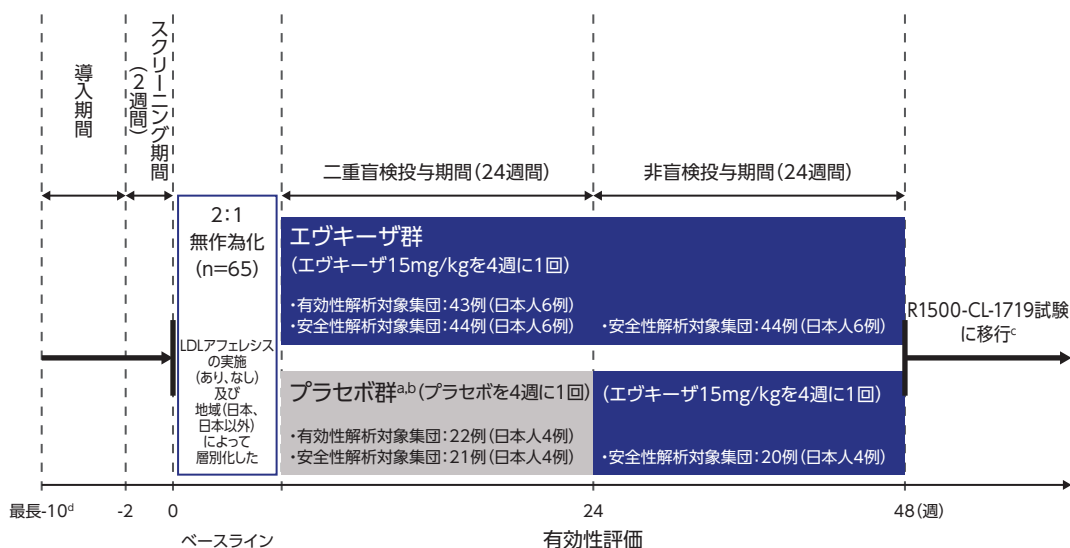 導入期間
スクリーニング期間
(2週間)
二重盲検投与期間(24週間)
非盲検投与期間(24週間)
2:1
無作為化
(n=65)
LDLアフェレシス
の実施
(あり、なし)
及び
地域(日本、
日本以外)
によって
層別化した
エヴキーザ群
(エヴキーザ15mg/kgを4週に1回)
・有効性解析対象集団:43例(日本人6例)
・安全性解析対象集団:44例(日本人6例)
・安全性解析対象集団:44例(日本人6例)
プラセボ群a,b(プラセボを4週に1回)
・有効性解析対象集団:22例(日本人4例)
・安全性解析対象集団:21例(日本人4例)
(エヴキーザ15mg/kgを4週に1回)
・安全性解析対象集団:20例(日本人4例)
R1500-CL-1719試験
に移行c
最長-10d -2 0 24 48(週)
ベースライン 有効性評価